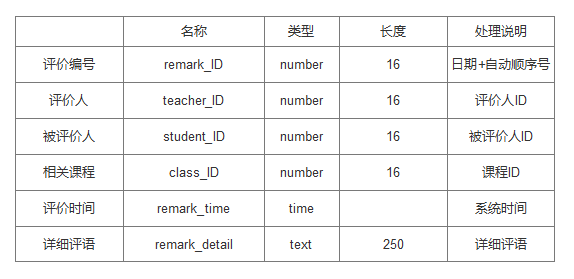 名称 类型 长度 处理说明
评价编号 remark_ID number 16 日期+自动顺序号
评价人 teacher_ID number 16 评价人ID
被评价人 student_ID number 16 被评价人ID
相关课程 class_ID number 16 课程ID
评价时间 remark_time time 系统时间
详细评语 remark_detail text 250 详细评语